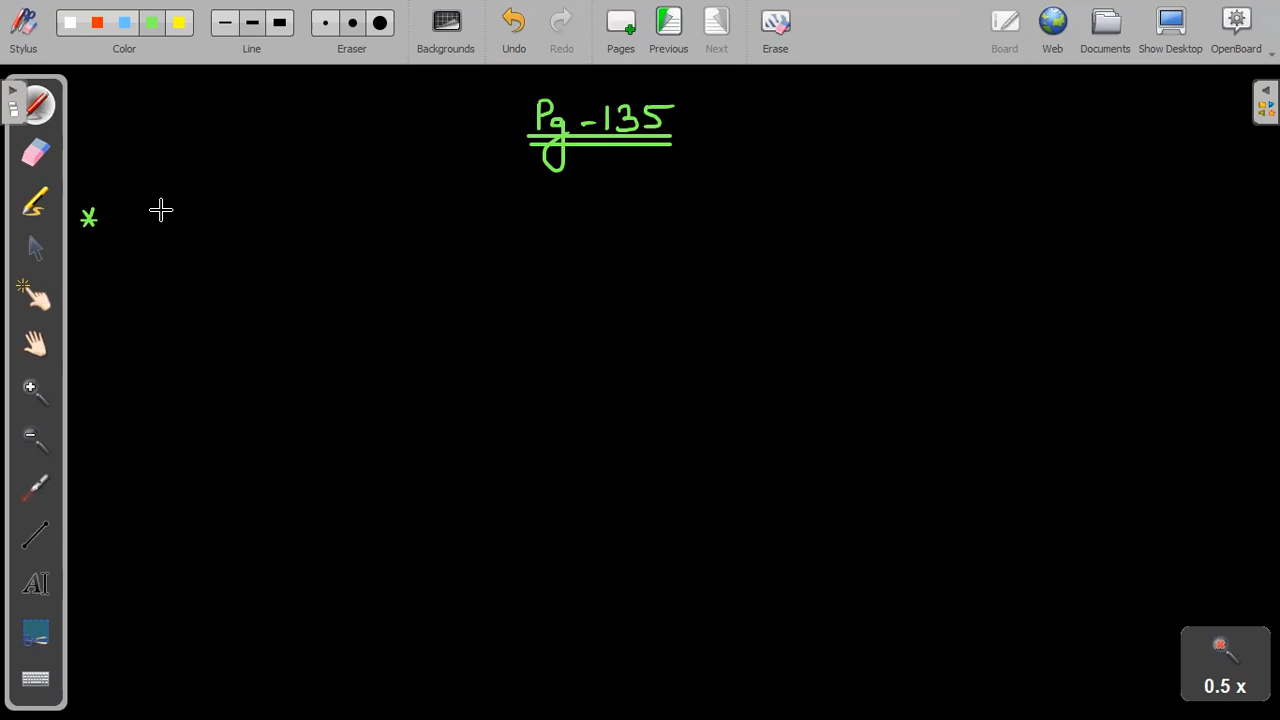 Stylus Color Line Eraser Backgrounds Undo Redo Pages Previous Next Erase Board Web Documents Show Desktop OpenBoard
Pg - 135
*
AI
0.5 x